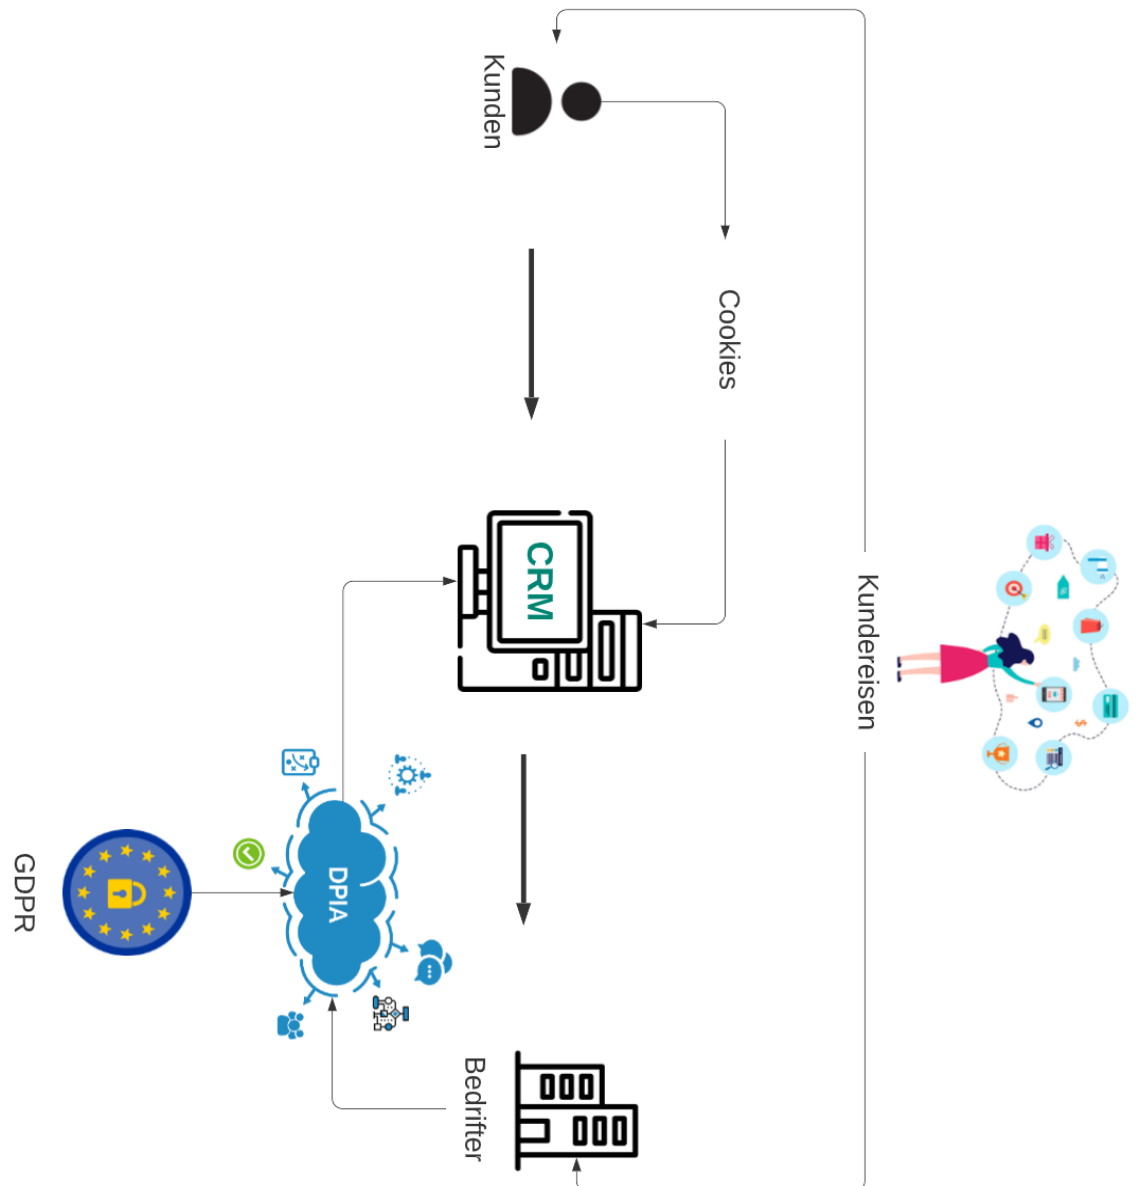 Kundereisen
Cookies
Kunden
CRM
Bedrifter
DPIA
GDPR